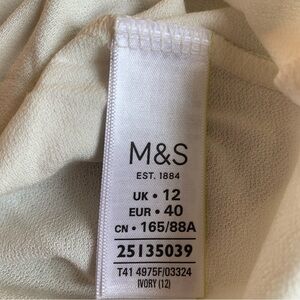 M&S
EST. 1884
UK • 12
EUR • 40
CN • 165/88A
25135039
T41 4975F/03324
IVORY (12)